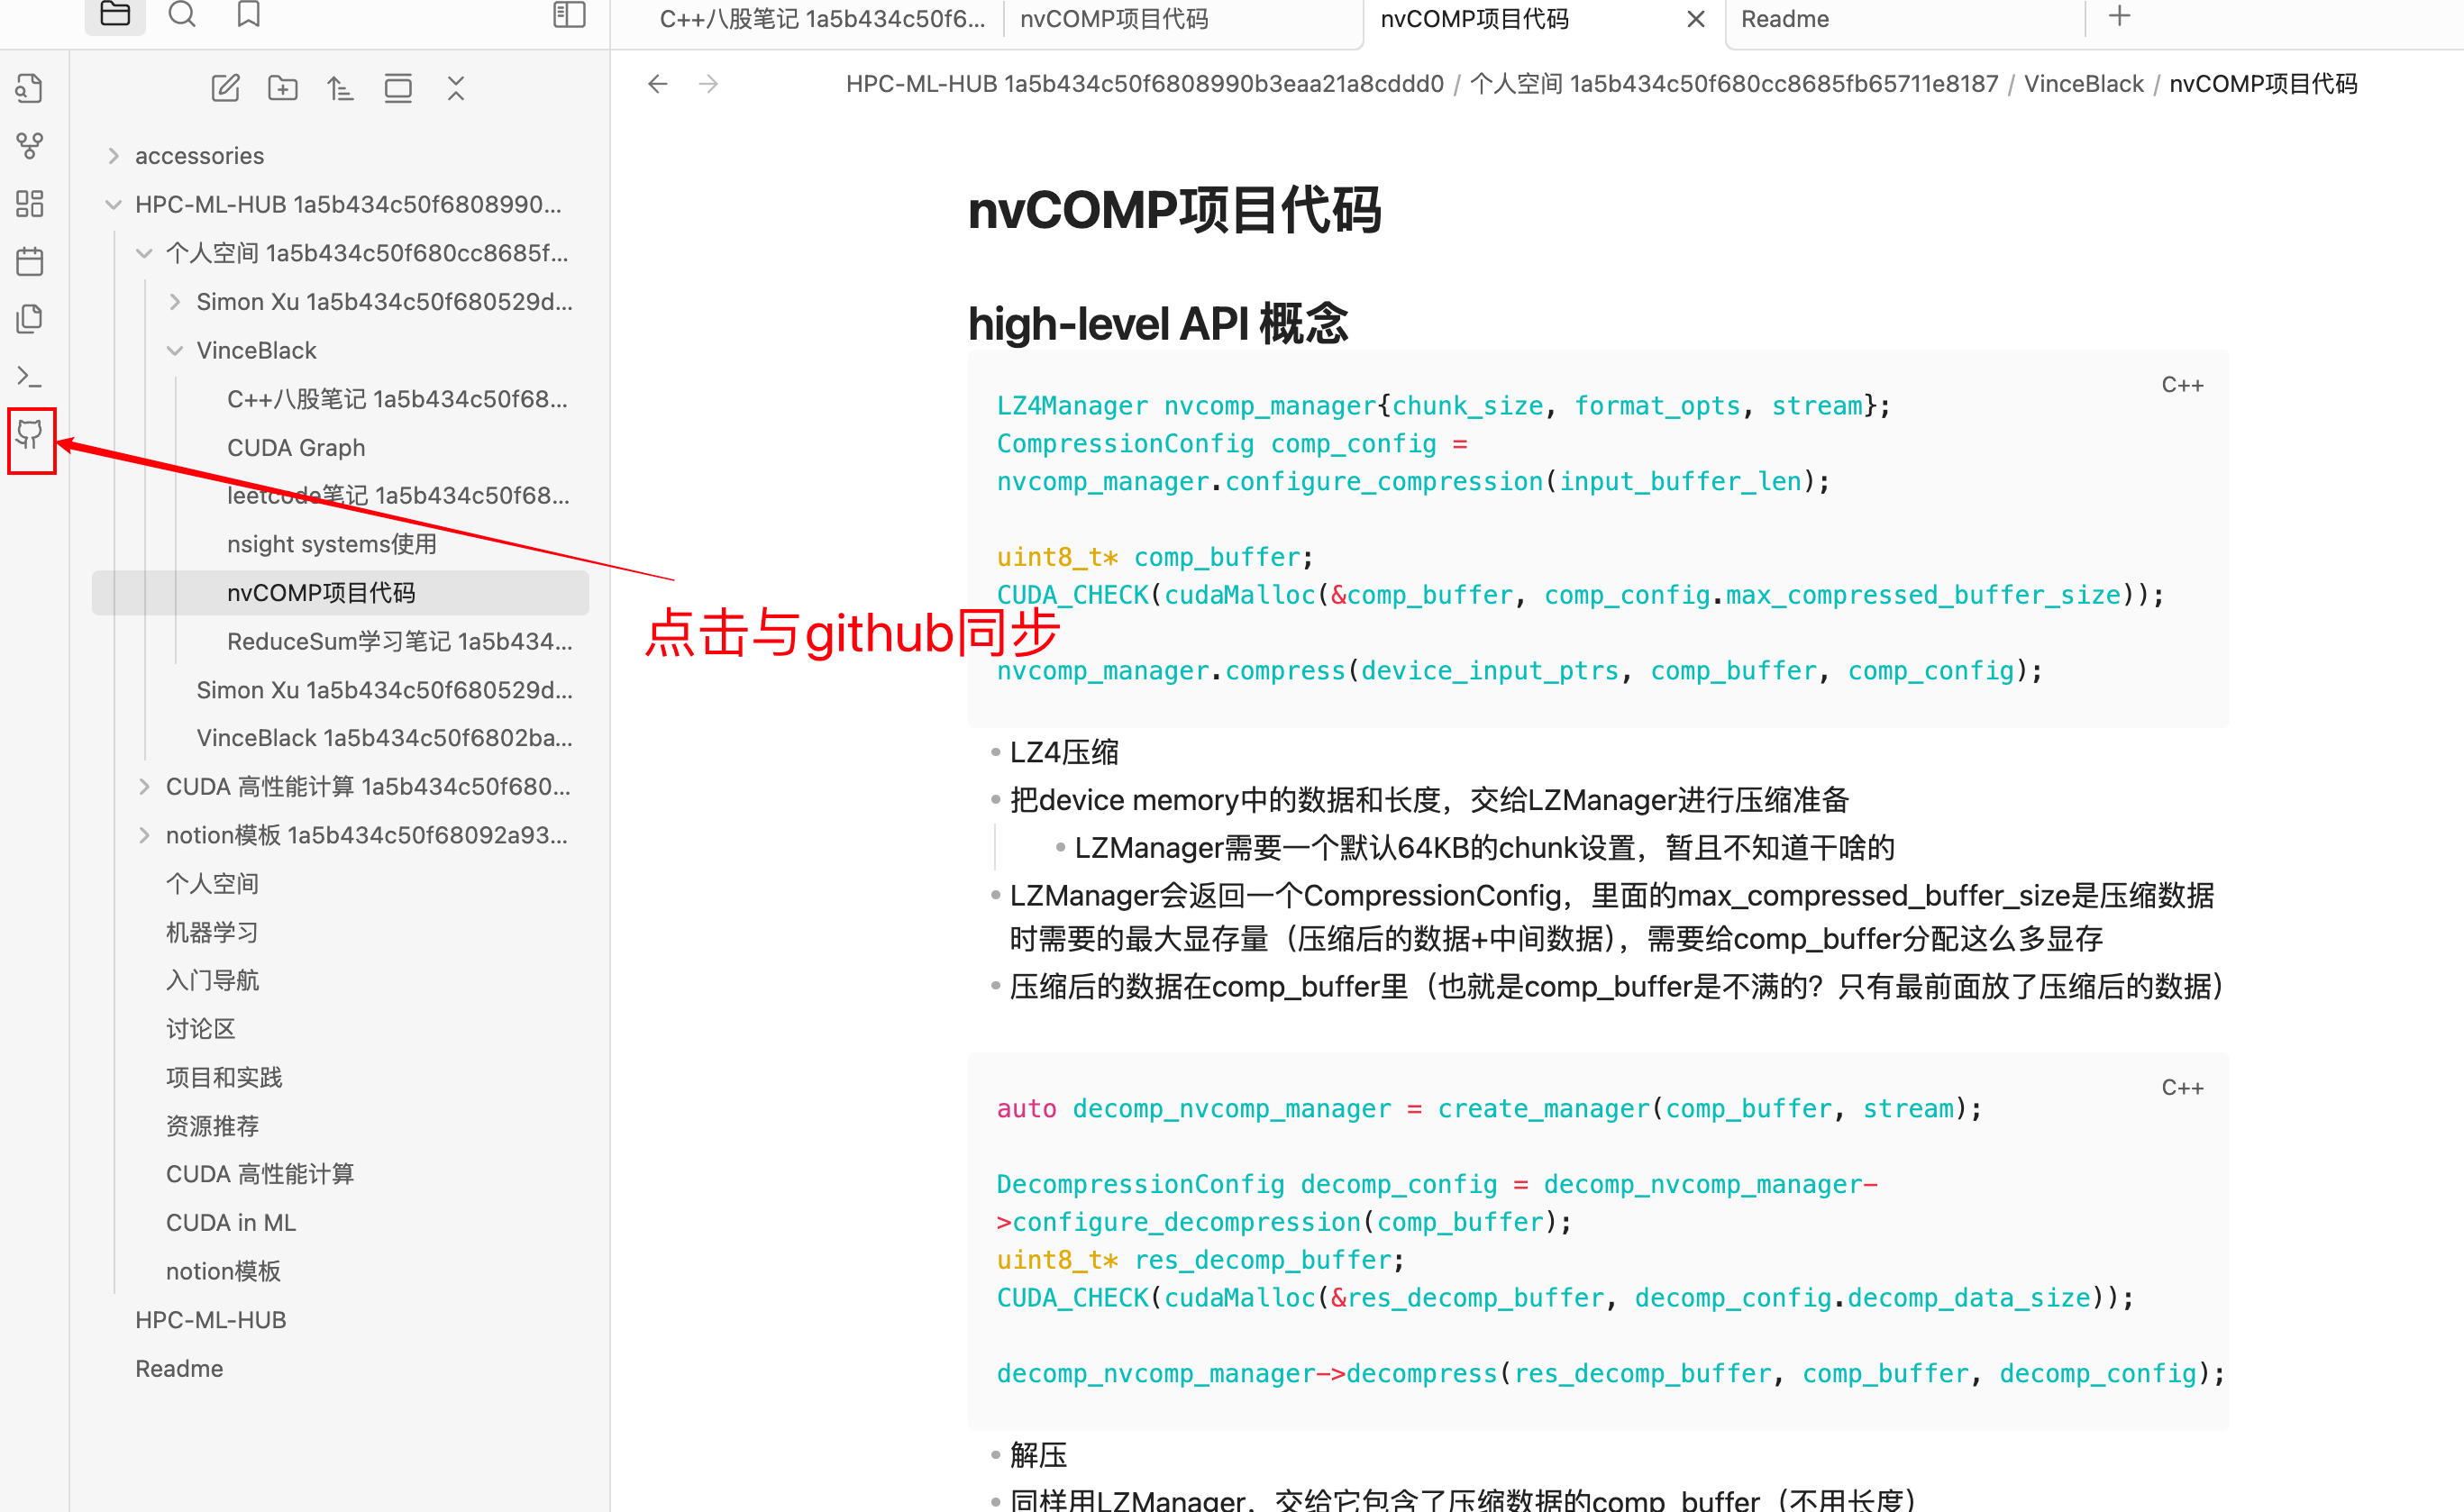 C++八股笔记 1a5b434c50f6...
nvCOMP项目代码
nvCOMP项目代码
Readme
HPC-ML-HUB 1a5b434c50f6808990b3eaa21a8cddd0 / 个人空间 1a5b434c50f680cc8685fb65711e8187 / VinceBlack / nvCOMP项目代码
accessories
HPC-ML-HUB 1a5b434c50f6808990...
个人空间 1a5b434c50f680cc8685f...
Simon Xu 1a5b434c50f680529d...
VinceBlack
C++八股笔记 1a5b434c50f68...
CUDA Graph
leetcode笔记 1a5b434c50f68...
nsight systems使用
nvCOMP项目代码
ReduceSum学习笔记 1a5b434...
Simon Xu 1a5b434c50f680529d...
VinceBlack 1a5b434c50f6802ba...
CUDA 高性能计算 1a5b434c50f680...
notion模板 1a5b434c50f68092a93...
个人空间
机器学习
入门导航
讨论区
项目和实践
资源推荐
CUDA 高性能计算
CUDA in ML
notion模板
HPC-ML-HUB
Readme
点击与github同步
nvCOMP项目代码
high-level API 概念
C++
LZ4Manager nvcomp_manager{chunk_size, format_opts, stream};
CompressionConfig comp_config =
nvcomp_manager.configure_compression(input_buffer_len);
uint8_t* comp_buffer;
CUDA_CHECK(cudaMalloc(&comp_buffer, comp_config.max_compressed_buffer_size));
nvcomp_manager.compress(device_input_ptrs, comp_buffer, comp_config);
LZ4压缩
把device memory中的数据和长度，交给LZManager进行压缩准备
LZManager需要一个默认64KB的chunk设置，暂且不知道干啥的
LZManager会返回一个CompressionConfig，里面的max_compressed_buffer_size是压缩数据
时需要的最大显存量（压缩后的数据+中间数据），需要给comp_buffer分配这么多显存
压缩后的数据在comp_buffer里（也就是comp_buffer是不满的？只有最前面放了压缩后的数据）
C++
auto decomp_nvcomp_manager = create_manager(comp_buffer, stream);
DecompressionConfig decomp_config = decomp_nvcomp_manager-
>configure_decompression(comp_buffer);
uint8_t* res_decomp_buffer;
CUDA_CHECK(cudaMalloc(&res_decomp_buffer, decomp_config.decomp_data_size));
decomp_nvcomp_manager->decompress(res_decomp_buffer, comp_buffer, decomp_config);
解压
同样用LZManager，交给它包含了压缩数据的comp_buffer（不用长度）